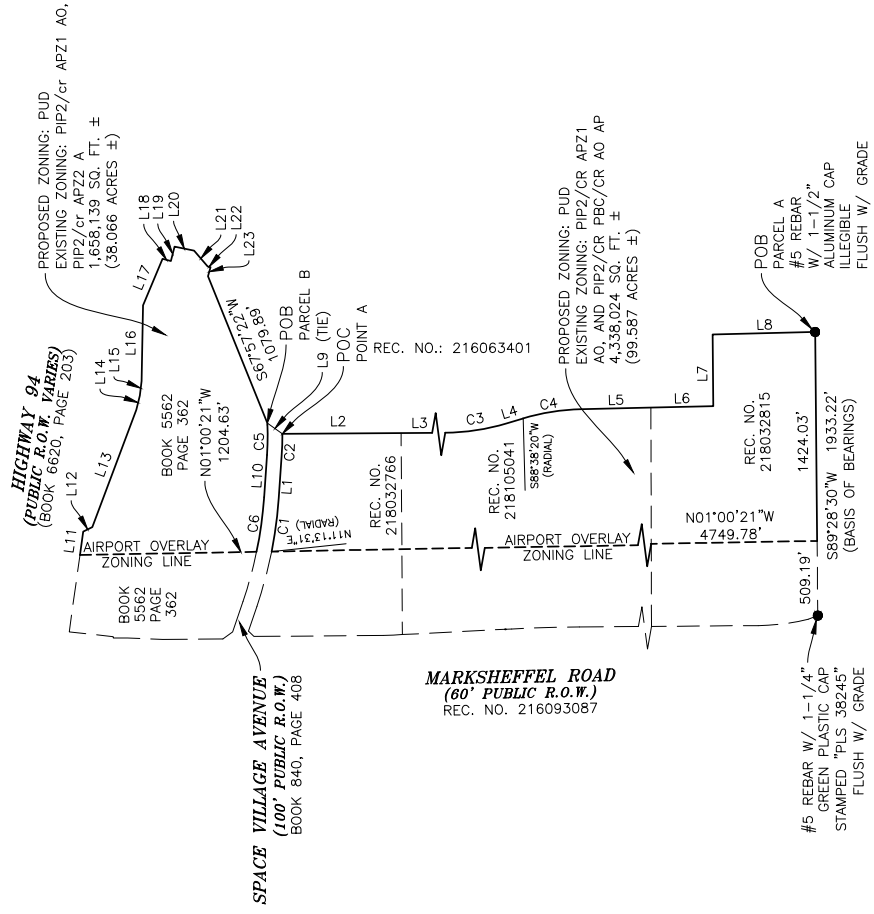 HIGHWAY 94
(PUBLIC R.O.W. VARIES)
(BOOK 6620, PAGE 203)
PROPOSED ZONING: PUD
EXISTING ZONING: PIP2/cr APZ1 AO,
PIP2/cr APZ2 A
1,658,139 SQ. FT. ±
(38.066 ACRES ±)
L11
L12
L13
L14
L15
L16
L17
L18
L19
L20
L21
L22
L23
S67°57'22"W
1079.89'
BOOK 5562
PAGE 362
N01°00'21"W
1204.63'
AIRPORT OVERLAY
ZONING LINE
BOOK
5562
PAGE
362
C6
L10
C5
C1
L1
C2
N11°13'31"E
(RADIAL)
POB
PARCEL B
L9 (TIE)
POC
POINT A
REC. NO.: 216063401
SPACE VILLAGE AVENUE
(100' PUBLIC R.O.W.)
BOOK 840, PAGE 408
L2
L3
C3
L4
C4
L5
L6
L7
L8
REC. NO.
218032766
REC. NO.
218105041
S88°38'20"W
(RADIAL)
PROPOSED ZONING: PUD
EXISTING ZONING: PIP2/CR APZ1
AO, AND PIP2/CR PBC/CR AO AP
4,338,024 SQ. FT. ±
(99.587 ACRES ±)
AIRPORT OVERLAY
ZONING LINE
REC. NO.
218032815
N01°00'21"W
4749.78'
MARKSHEFFEL ROAD
(60' PUBLIC R.O.W.)
REC. NO. 216093087
POB
PARCEL A
#5 REBAR
W/ 1-1/2"
ALUMINUM CAP
ILLEGIBLE
FLUSH W/ GRADE
509.19'
1424.03'
S89°28'30"W 1933.22'
(BASIS OF BEARINGS)
#5 REBAR W/ 1-1/4"
GREEN PLASTIC CAP
STAMPED "PLS 38245"
FLUSH W/ GRADE